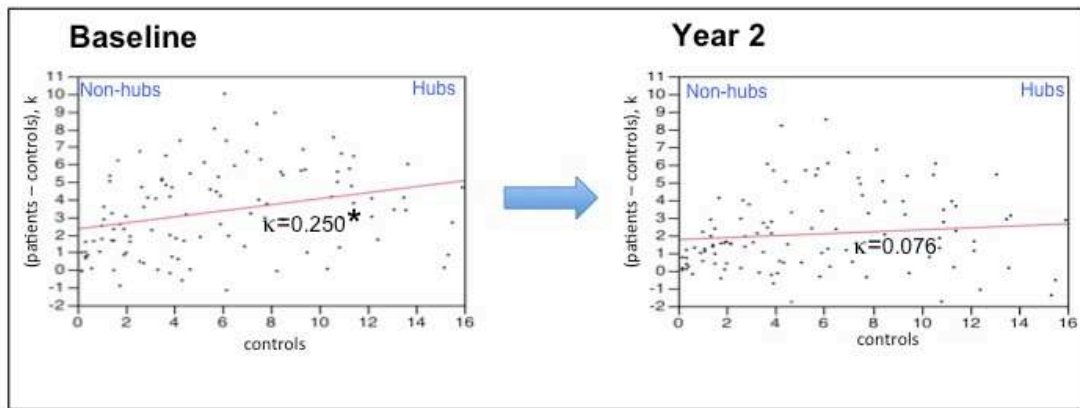 Baseline
Year 2
11
10
9
8
7
6
5
4
3
2
1
0
-1
-2
(patients – controls), k
Non-hubs
Hubs
κ=0.250 *
0 2 4 6 8 10 12 14 16
controls
11
10
9
8
7
6
5
4
3
2
1
0
-1
-2
(patients – controls), k
Non-hubs
Hubs
κ=0.076
0 2 4 6 8 10 12 14 16
controls